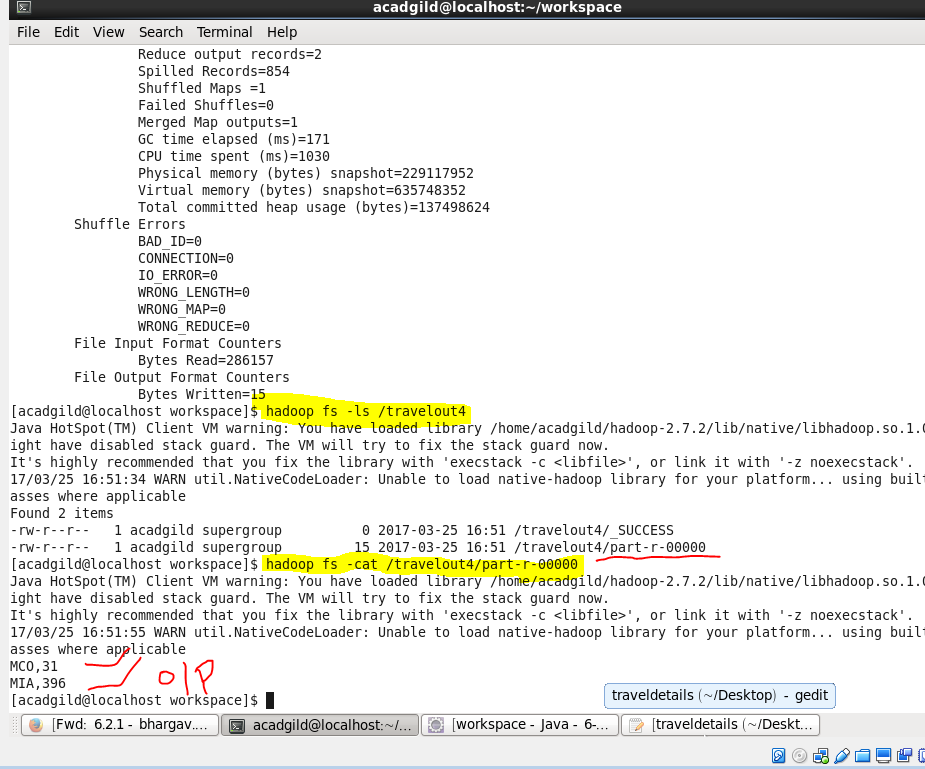 acadgild@localhost:~/workspace
File Edit View Search Terminal Help
Reduce output records=2
Spilled Records=854
Shuffled Maps =1
Failed Shuffles=0
Merged Map outputs=1
GC time elapsed (ms)=171
CPU time spent (ms)=1030
Physical memory (bytes) snapshot=229117952
Virtual memory (bytes) snapshot=635748352
Total committed heap usage (bytes)=137498624
Shuffle Errors
BAD_ID=0
CONNECTION=0
IO_ERROR=0
WRONG_LENGTH=0
WRONG_MAP=0
WRONG_REDUCE=0
File Input Format Counters
Bytes Read=286157
File Output Format Counters
Bytes Written=15
[acadgild@localhost workspace]$ hadoop fs -ls /travelout4
Java HotSpot(TM) Client VM warning: You have loaded library /home/acadgild/hadoop-2.7.2/lib/native/libhadoop.so.1.0
ight have disabled stack guard. The VM will try to fix the stack guard now.
It's highly recommended that you fix the library with 'execstack -c <libfile>', or link it with '-z noexecstack'.
17/03/25 16:51:34 WARN util.NativeCodeLoader: Unable to load native-hadoop library for your platform... using buil
asses where applicable
Found 2 items
-rw-r--r-- 1 acadgild supergroup 0 2017-03-25 16:51 /travelout4/_SUCCESS
-rw-r--r-- 1 acadgild supergroup 15 2017-03-25 16:51 /travelout4/part-r-00000
[acadgild@localhost workspace]$ hadoop fs -cat /travelout4/part-r-00000
Java HotSpot(TM) Client VM warning: You have loaded library /home/acadgild/hadoop-2.7.2/lib/native/libhadoop.so.1.0
ight have disabled stack guard. The VM will try to fix the stack guard now.
It's highly recommended that you fix the library with 'execstack -c <libfile>', or link it with '-z noexecstack'.
17/03/25 16:51:55 WARN util.NativeCodeLoader: Unable to load native-hadoop library for your platform... using buil
asses where applicable
MCO,31
MIA,396 O|P
[acadgild@localhost workspace]$
traveldetails (~/Desktop) - gedit
[Fwd: 6.2.1 - bhargav.... acadgild@localhost:~/... [workspace - Java - 6-... [traveldetails (~/Deskt...